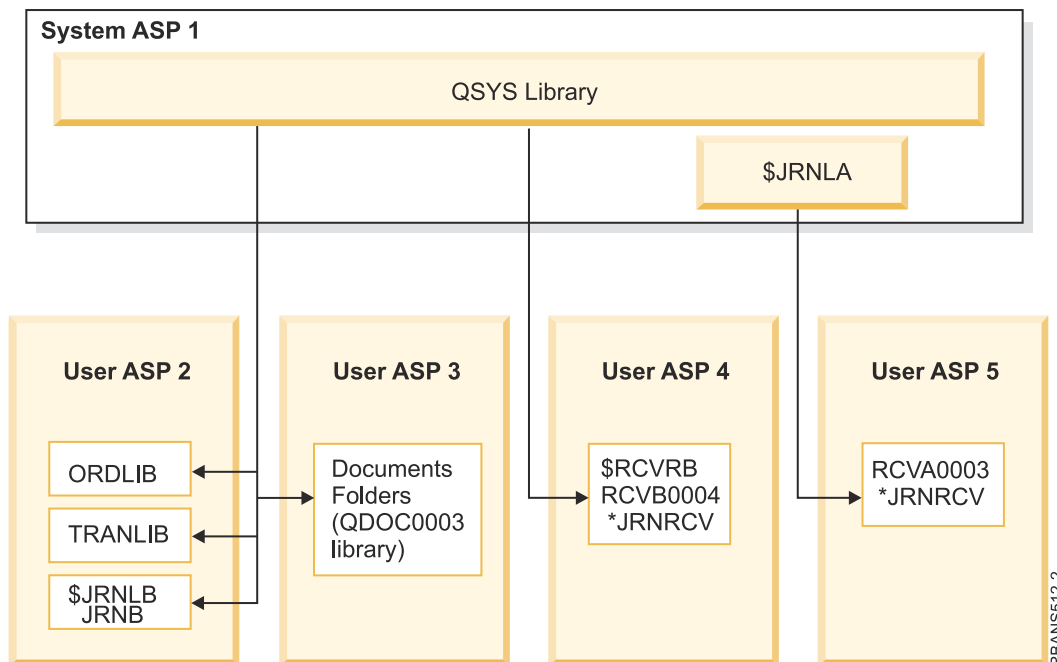 System ASP 1
QSYS Library
$JRNLA
User ASP 2
ORDLIB
TRANLIB
$JRNLB
JRNB
User ASP 3
Documents
Folders
(QDOC0003
library)
User ASP 4
$RCVRB
RCVB0004
*JRNRCV
User ASP 5
RCVA0003
*JRNRCV